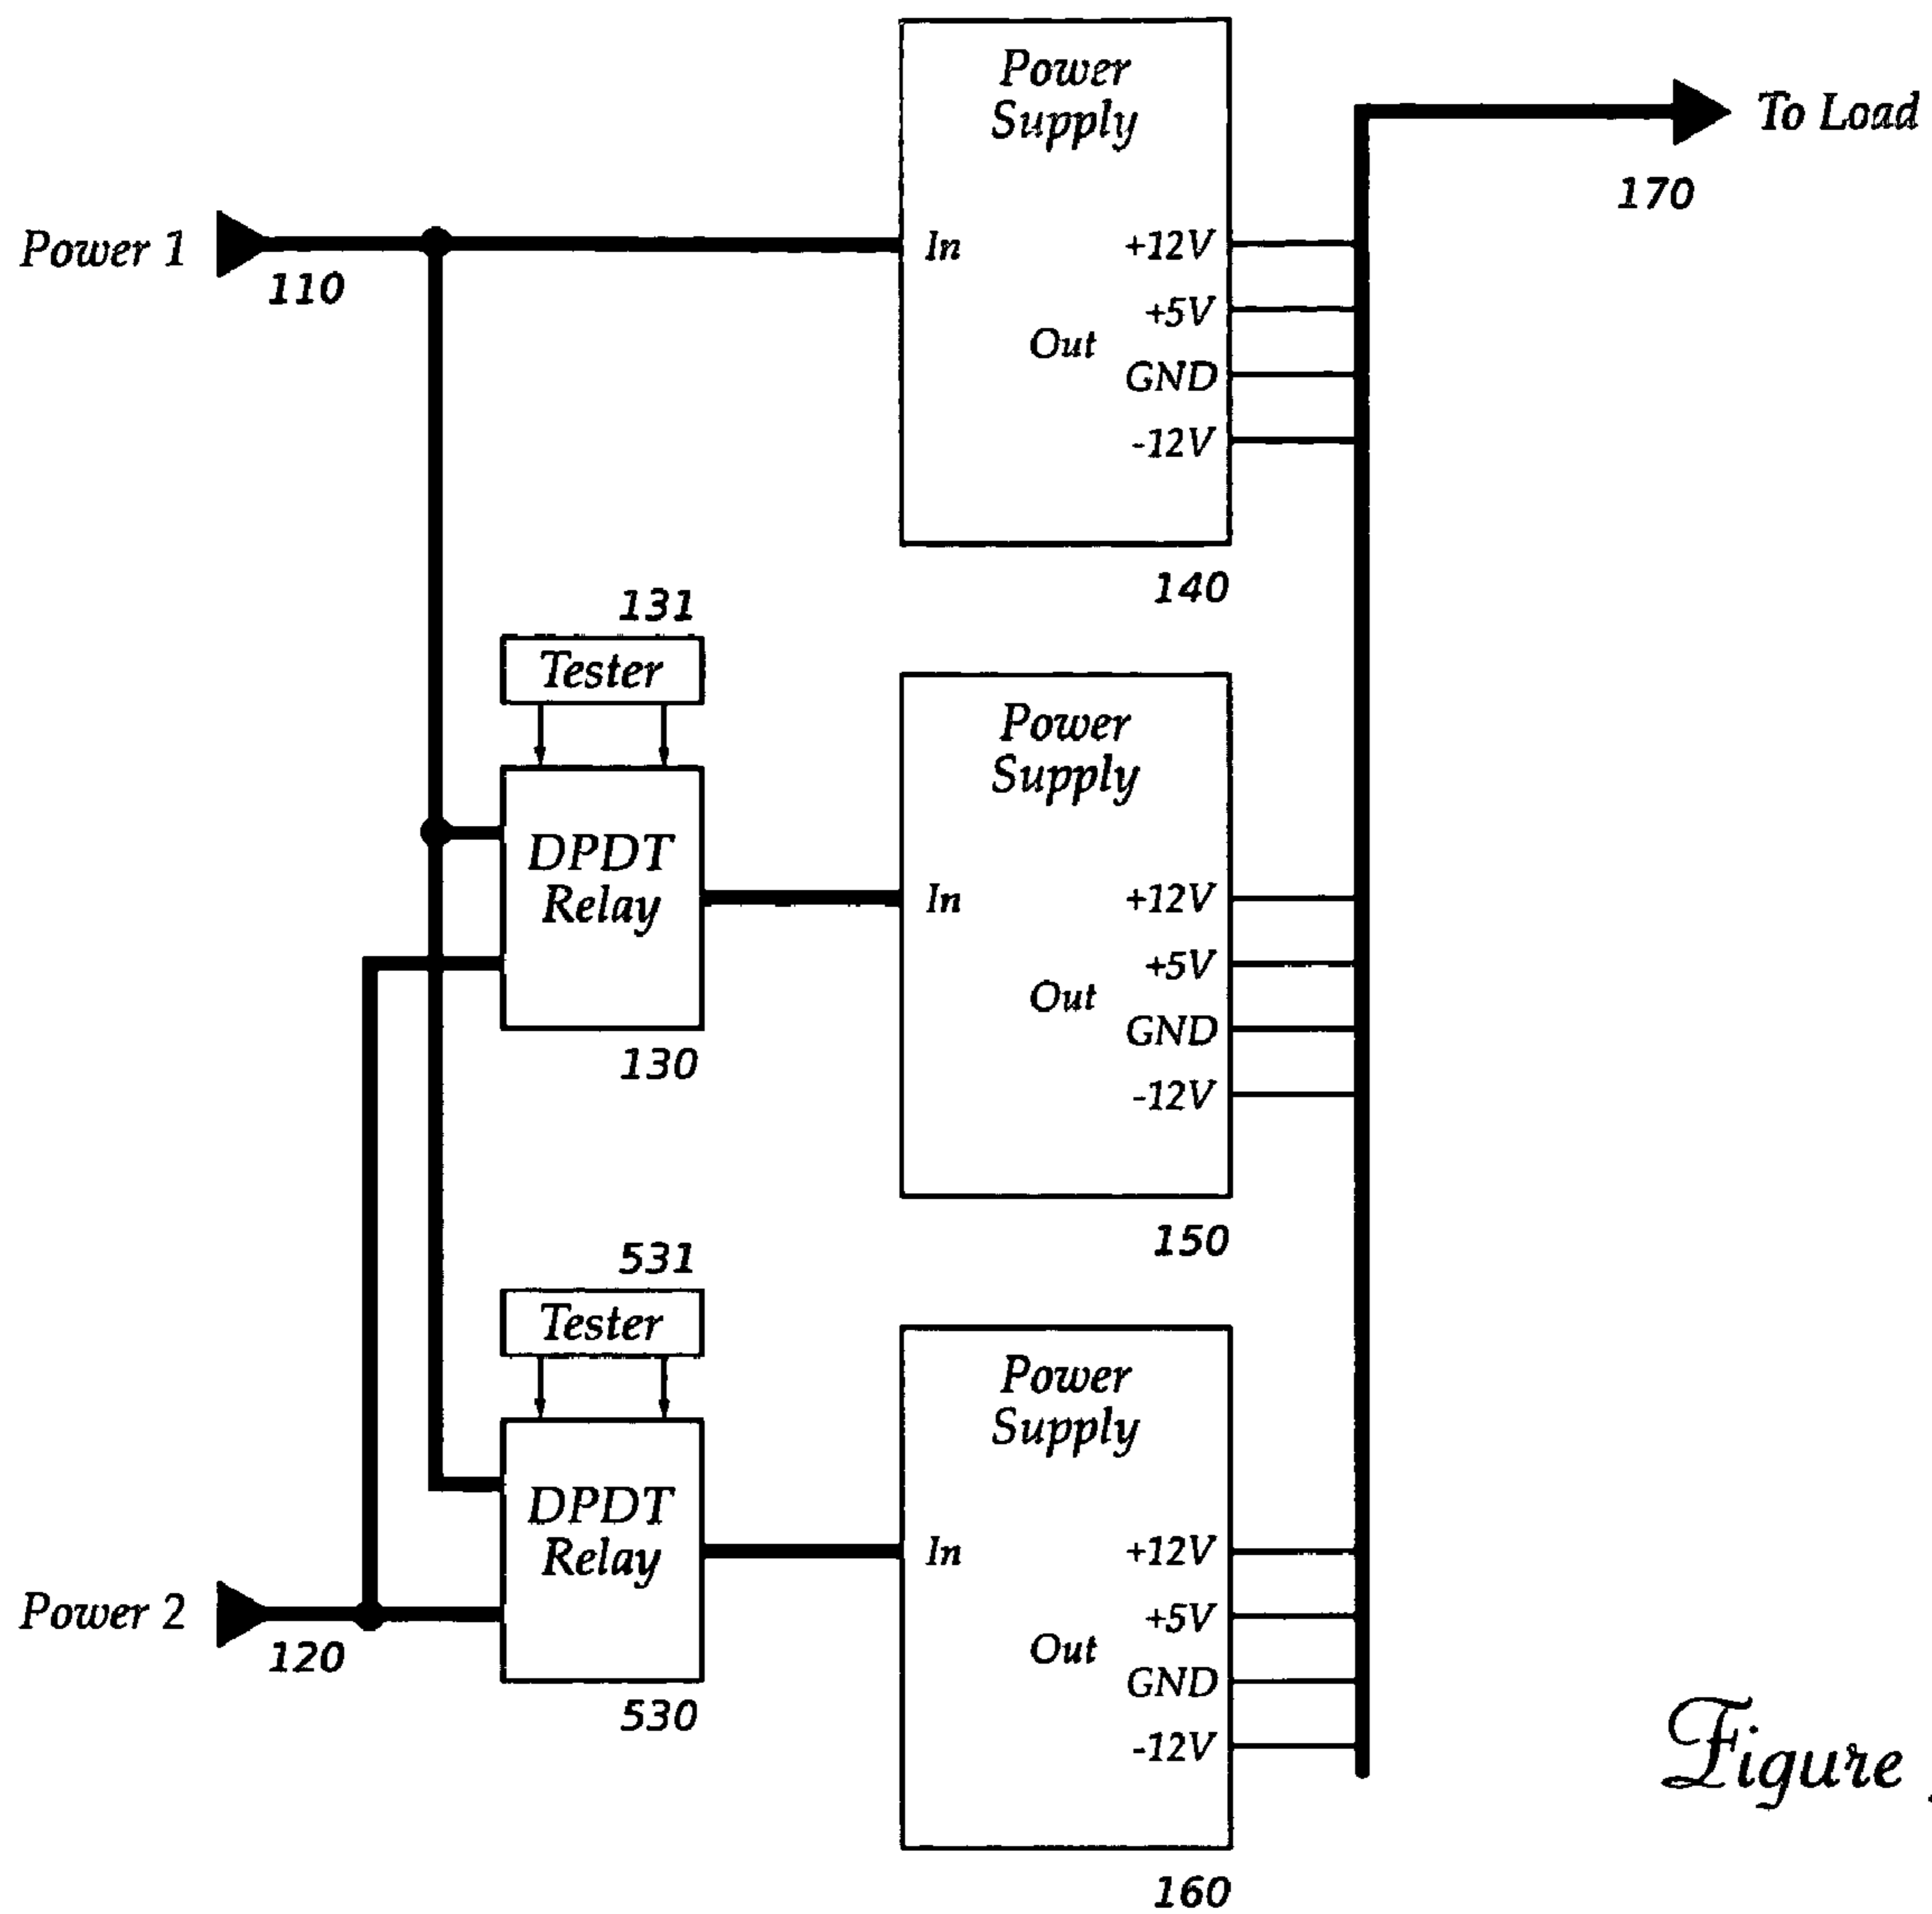 Power
Supply
To Load
170
Power 1
110
In
+12V
+5V
Out
GND
-12V
140
131
Tester
DPDT
Relay
130
Power
Supply
In
+12V
+5V
Out
GND
-12V
150
531
Tester
DPDT
Relay
530
Power 2
120
Power
Supply
In
+12V
+5V
Out
GND
-12V
160
Figure